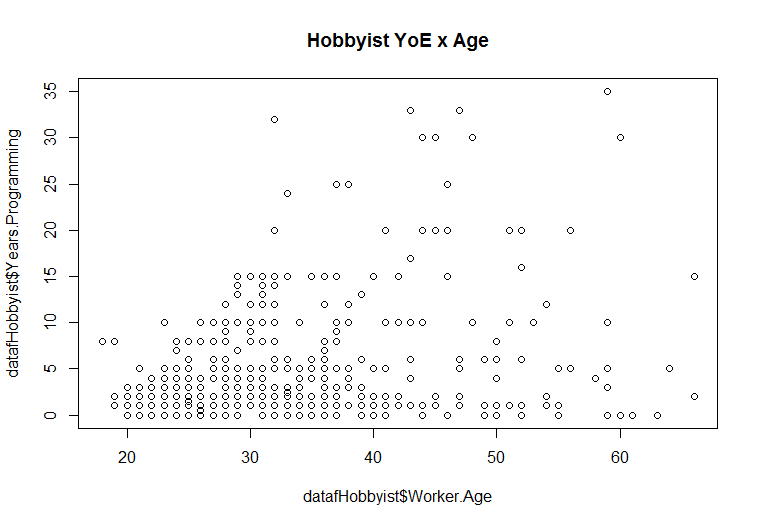 Hobbyist YoE x Age
datafHobbyist$Years.Programming
35
30
25
20
15
10
5
0
20 30 40 50 60
datafHobbyist$Worker.Age